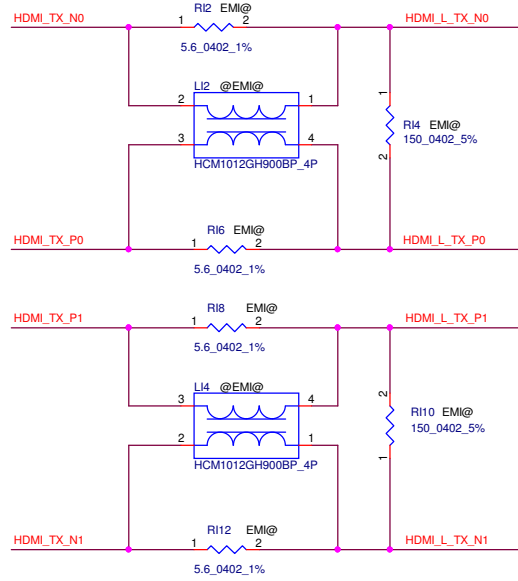 RI2 EMI@
HDMI_TX_N0 1 2 HDMI_L_TX_N0
5.6_0402_1%
LI2 @EMI@
2 1 1
RI4 EMI@
150_0402_5%
3 4 2
HCM1012GH900BP_4P
RI6 EMI@
HDMI_TX_P0 1 2 HDMI_L_TX_P0
5.6_0402_1%
HDMI_TX_P1 RI8 EMI@ HDMI_L_TX_P1
1 2
5.6_0402_1%
LI4 @EMI@
3 4 2
RI10 EMI@
150_0402_5%
2 1 1
HCM1012GH900BP_4P
RI12 EMI@
HDMI_TX_N1 1 2 HDMI_L_TX_N1
5.6_0402_1%